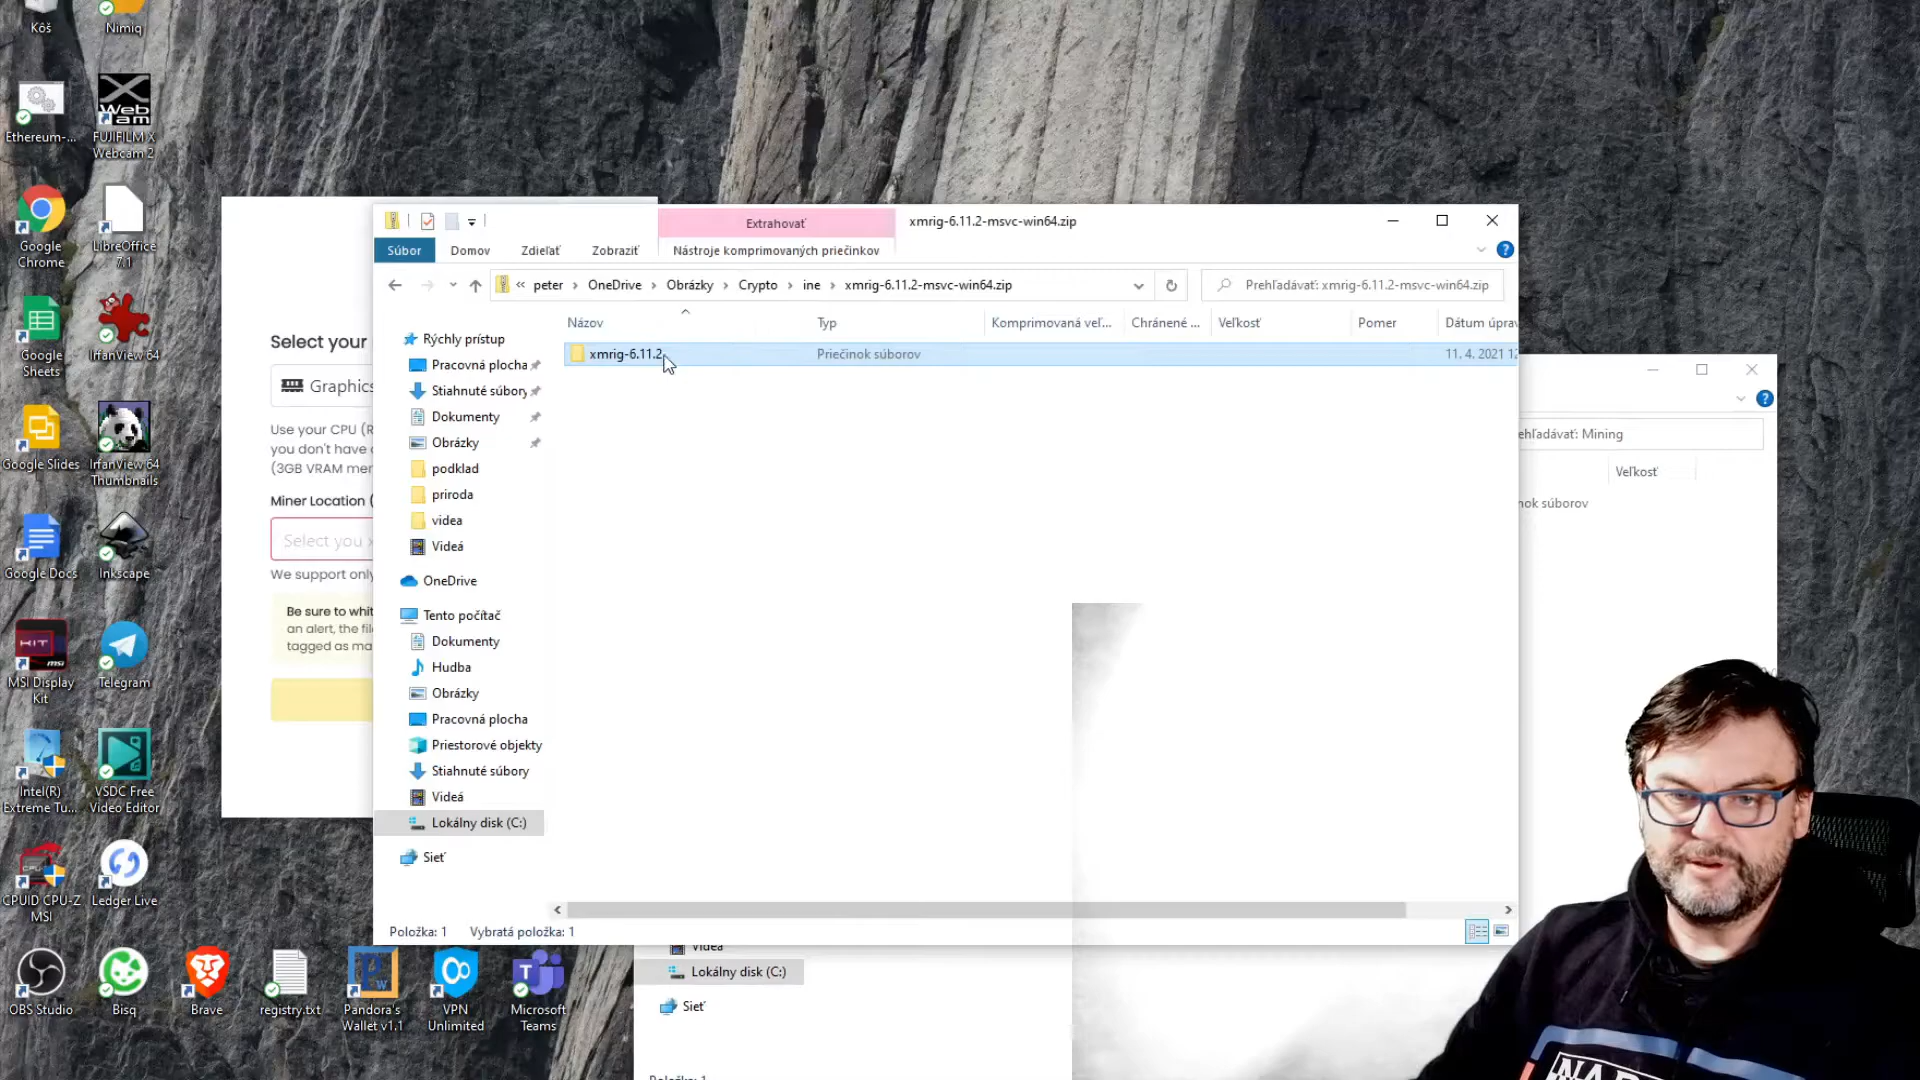 Kôš
Nimiq
Ethereum-...
FUJIFILM X
Webcam 2
Google
Chrome
LibreOffice
7.1
Google
Sheets
IrfanView 64
Google Slides
IrfanView 64
Thumbnails
Google Docs
Inkscape
MSI Display
Kit
Telegram
Intel(R)
Extreme Tu...
VSDC Free
Video Editor
CPUID CPU-Z
MSI
Ledger Live
OBS Studio
Bisq
Brave
registry.txt
Pandora's
Wallet v1.1
VPN
Unlimited
Microsoft
Teams
Select your
Graphics
Use your CPU
you don't have
(3GB VRAM
Miner Location
Select you
We support only
Be sure to
an alert, the
tagged as
Extrahovať
xmrig-6.11.2-msvc-win64.zip
Súbor
Domov
Zdieľať
Zobraziť
Nástroje komprimovaných priečinkov
« peter > OneDrive > Obrázky > Crypto > ine > xmrig-6.11.2-msvc-win64.zip
Prehľadávať: xmrig-6.11.2-msvc-win64.zip
Názov
Typ
Komprimovaná veľ...
Chránené ...
Veľkosť
Pomer
Dátum úprav
xmrig-6.11.2
Priečinok súborov
11. 4. 2021 12
Rýchly prístup
Pracovná plocha
Stiahnuté súbory
Dokumenty
Obrázky
podklad
priroda
videa
Videá
OneDrive
Tento počítač
Dokumenty
Hudba
Obrázky
Pracovná plocha
Priestorové objekty
Stiahnuté súbory
Videá
Lokálny disk (C:)
Sieť
Položka: 1
Vybratá položka: 1
ehľadávať: Mining
Veľkosť
nok súborov
Videá
Lokálny disk (C:)
Sieť